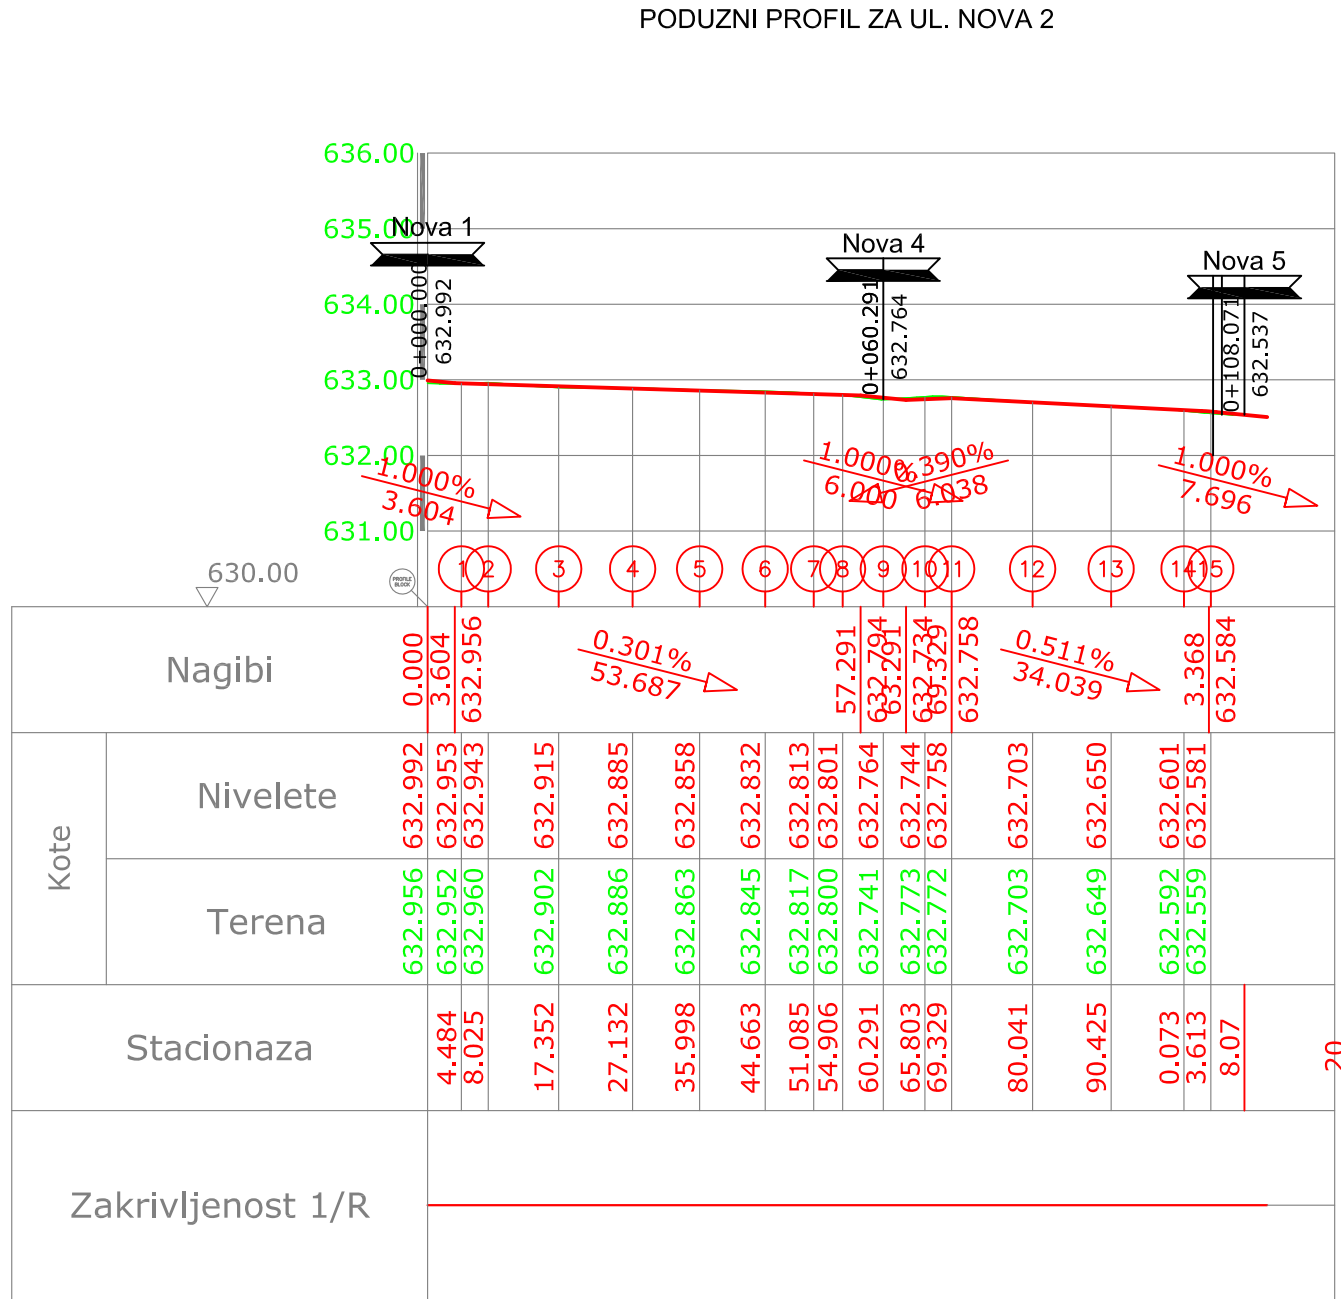 PODUZNI PROFIL ZA UL. NOVA 2
636.00
635.00
634.00
633.00
632.00
631.00
Nova 1
0+000.000
632.992
Nova 4
0+060.291
632.764
Nova 5
0+108.071
632.537
1.000%
3.604
1.000%
6.000
0.390%
6.038
1.000%
7.696
630.00
PROFILE
BLOCK
1 2 3 4 5 6 7 8 9 10 11 12 13 14 15
Nagibi
0.000
3.604
632.956
0.301%
53.687
57.291
632.794
63.291
632.734
69.329
632.758
0.511%
34.039
3.368
632.584
Kote
Nivelete
632.992 632.953 632.943 632.915 632.885 632.858 632.832 632.813 632.801 632.764 632.744 632.758 632.703 632.650 632.601 632.581
Terena
632.956 632.952 632.960 632.902 632.886 632.863 632.845 632.817 632.800 632.741 632.773 632.772 632.703 632.649 632.592 632.559
Stacionaza
4.484 8.025 17.352 27.132 35.998 44.663 51.085 54.906 60.291 65.803 69.329 80.041 90.425 0.073 3.613 8.07 20
Zakrivljenost 1/R